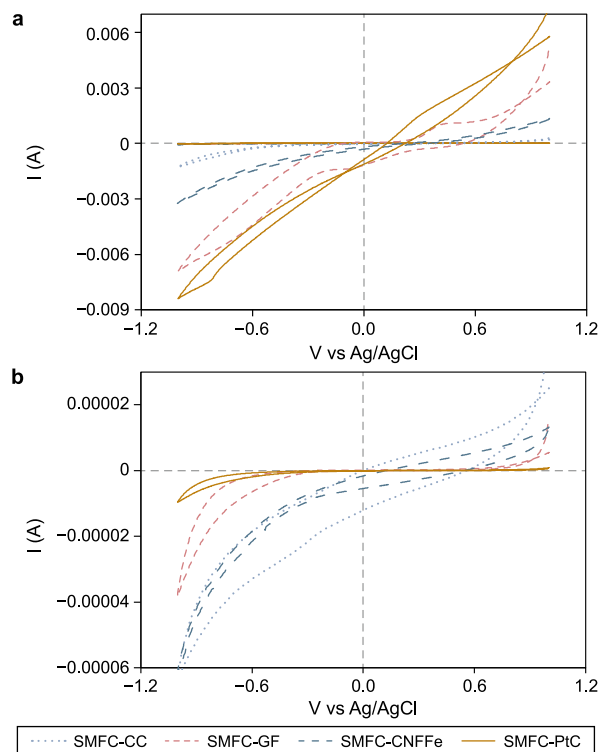 a
0.006
0.003
0
−0.003
−0.006
−0.009
I (A)
−1.2 −0.6 0.0 0.6 1.2
V vs Ag/AgCl
b
0.00002
0
−0.00002
−0.00004
−0.00006
I (A)
−1.2 −0.6 0.0 0.6 1.2
V vs Ag/AgCl
SMFC-CC SMFC-GF SMFC-CNFFe SMFC-PtC